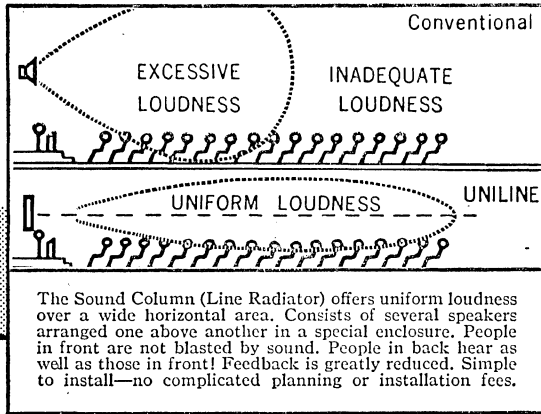 Conventional
EXCESSIVE LOUDNESS
INADEQUATE LOUDNESS
UNIFORM LOUDNESS
UNILINE
The Sound Column (Line Radiator) offers uniform loudness
over a wide horizontal area. Consists of several speakers
arranged one above another in a special enclosure. People
in front are not blasted by sound. People in back hear as
well as those in front! Feedback is greatly reduced. Simple
to install—no complicated planning or installation fees.